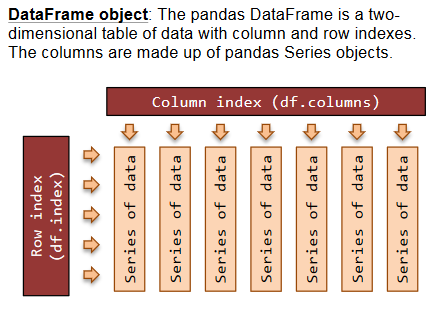 DataFrame object: The pandas DataFrame is a two-
dimensional table of data with column and row indexes.
The columns are made up of pandas Series objects.
Column index (df.columns)
Row index
(df.index)
Series of data
Series of data
Series of data
Series of data
Series of data
Series of data
Series of data